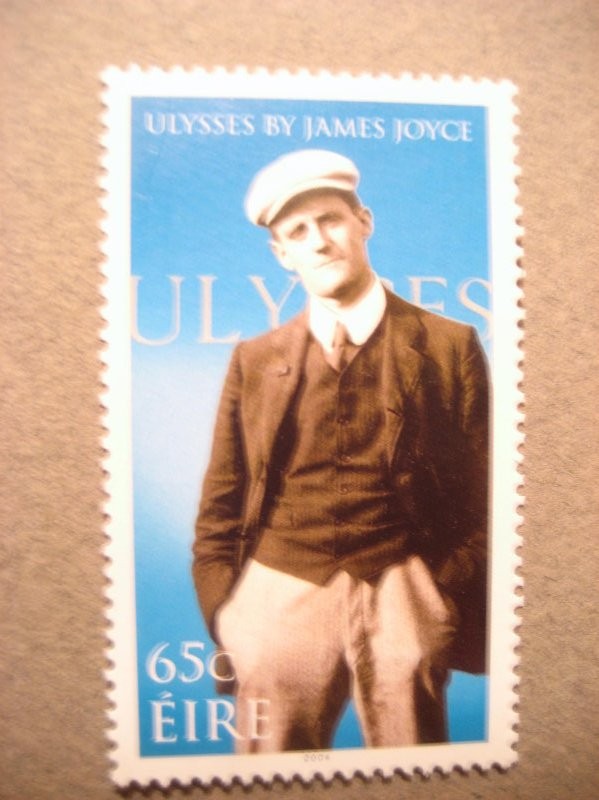 ULYSSES BY JAMES JOYCE
ULYSSES
65c
ÉIRE
2004